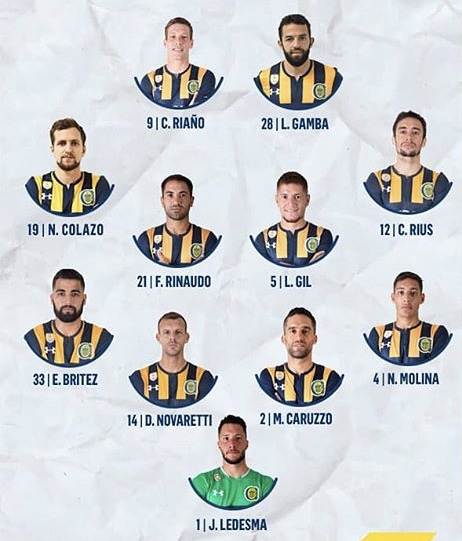 9 | C. RIAÑO
28 | L. GAMBA
19 | N. COLAZO
12 | C. RIUS
21 | F. RINAUDO
5 | L. GIL
33 | E. BRITEZ
4 | N. MOLINA
14 | D. NOVARETTI
2 | M. CARUZZO
1 | J. LEDESMA